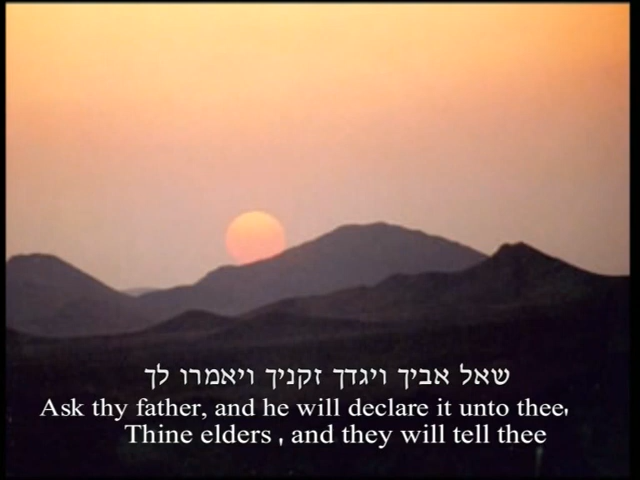 שאל אביך ויגדך זקניך ויאמרו לך
Ask thy father, and he will declare it unto thee,
Thine elders , and they will tell thee